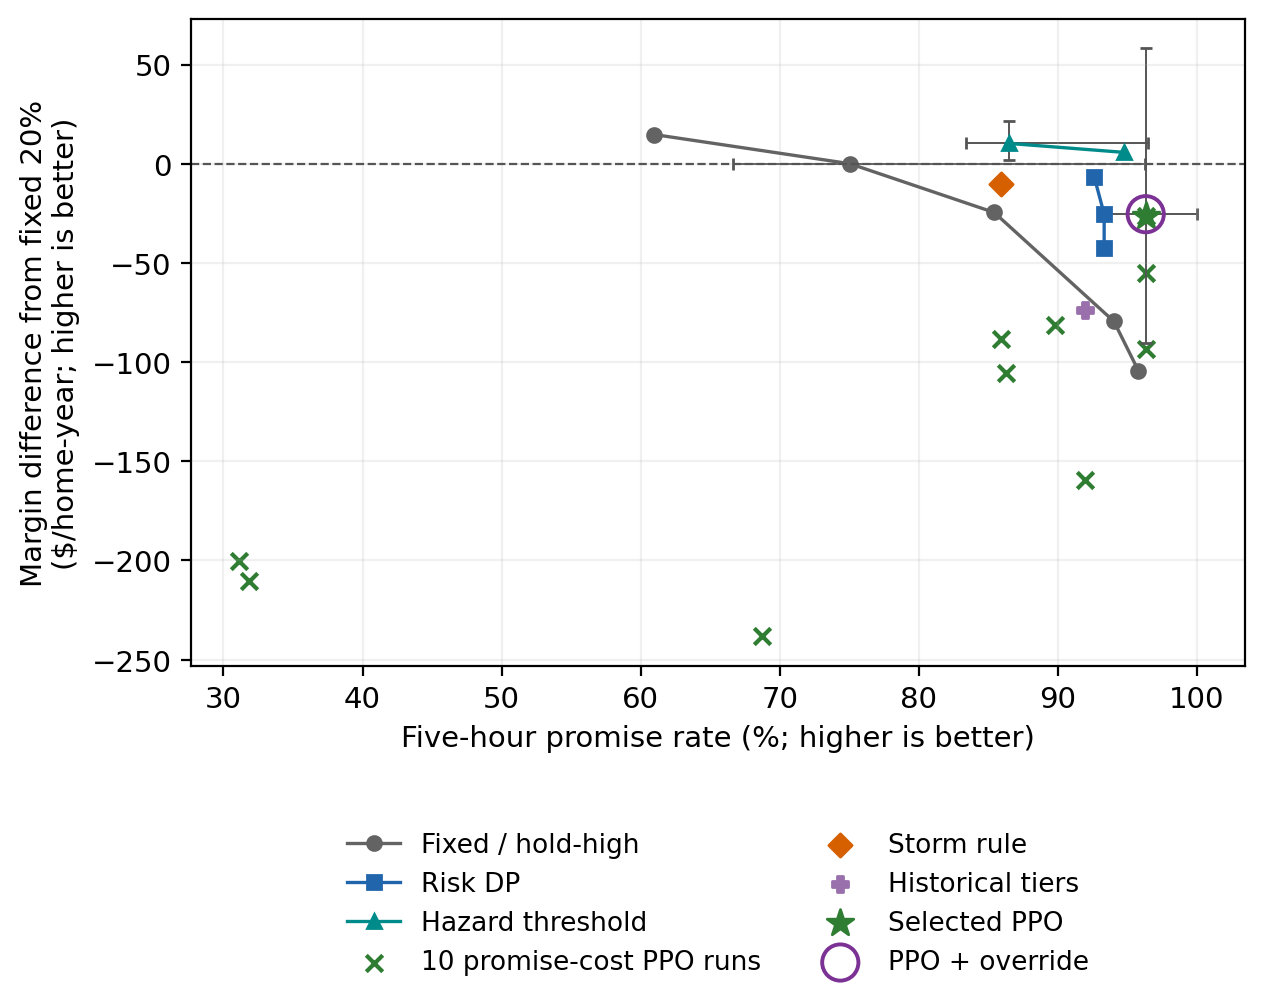 Margin difference from fixed 20%
($/home-year; higher is better)
50
0
−50
−100
−150
−200
−250
30 40 50 60 70 80 90 100
Five-hour promise rate (%; higher is better)
Fixed / hold-high
Risk DP
Hazard threshold
10 promise-cost PPO runs
Storm rule
Historical tiers
Selected PPO
PPO + override